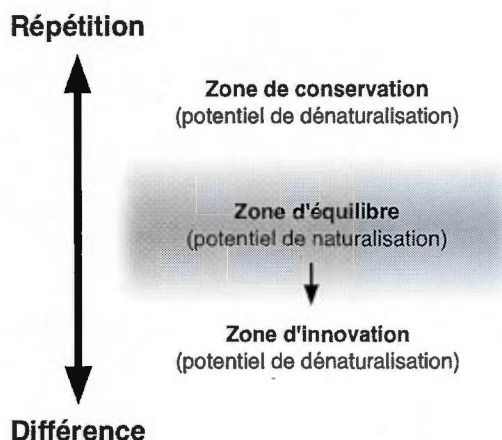 Répétition
Zone de conservation
(potentiel de dénaturalisation)
Zone d'équilibre
(potentiel de naturalisation)
Zone d'innovation
(potentiel de dénaturalisation)
Différence